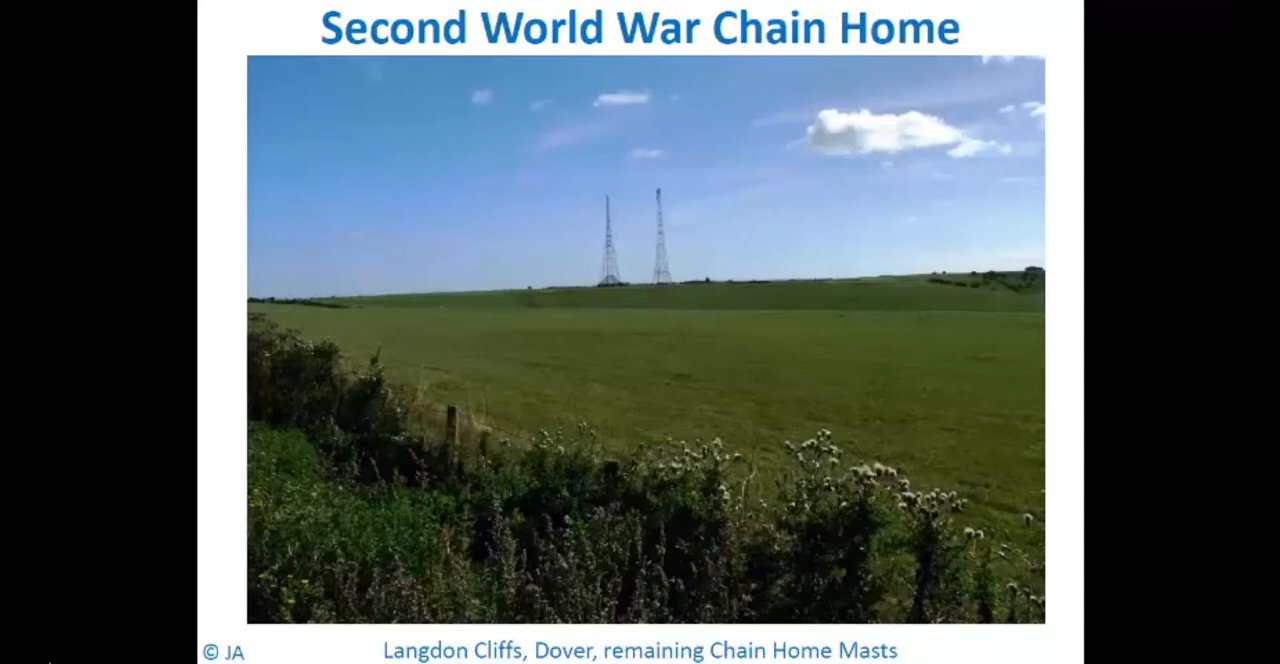 Second World War Chain Home
Langdon Cliffs, Dover, remaining Chain Home Masts
© JA